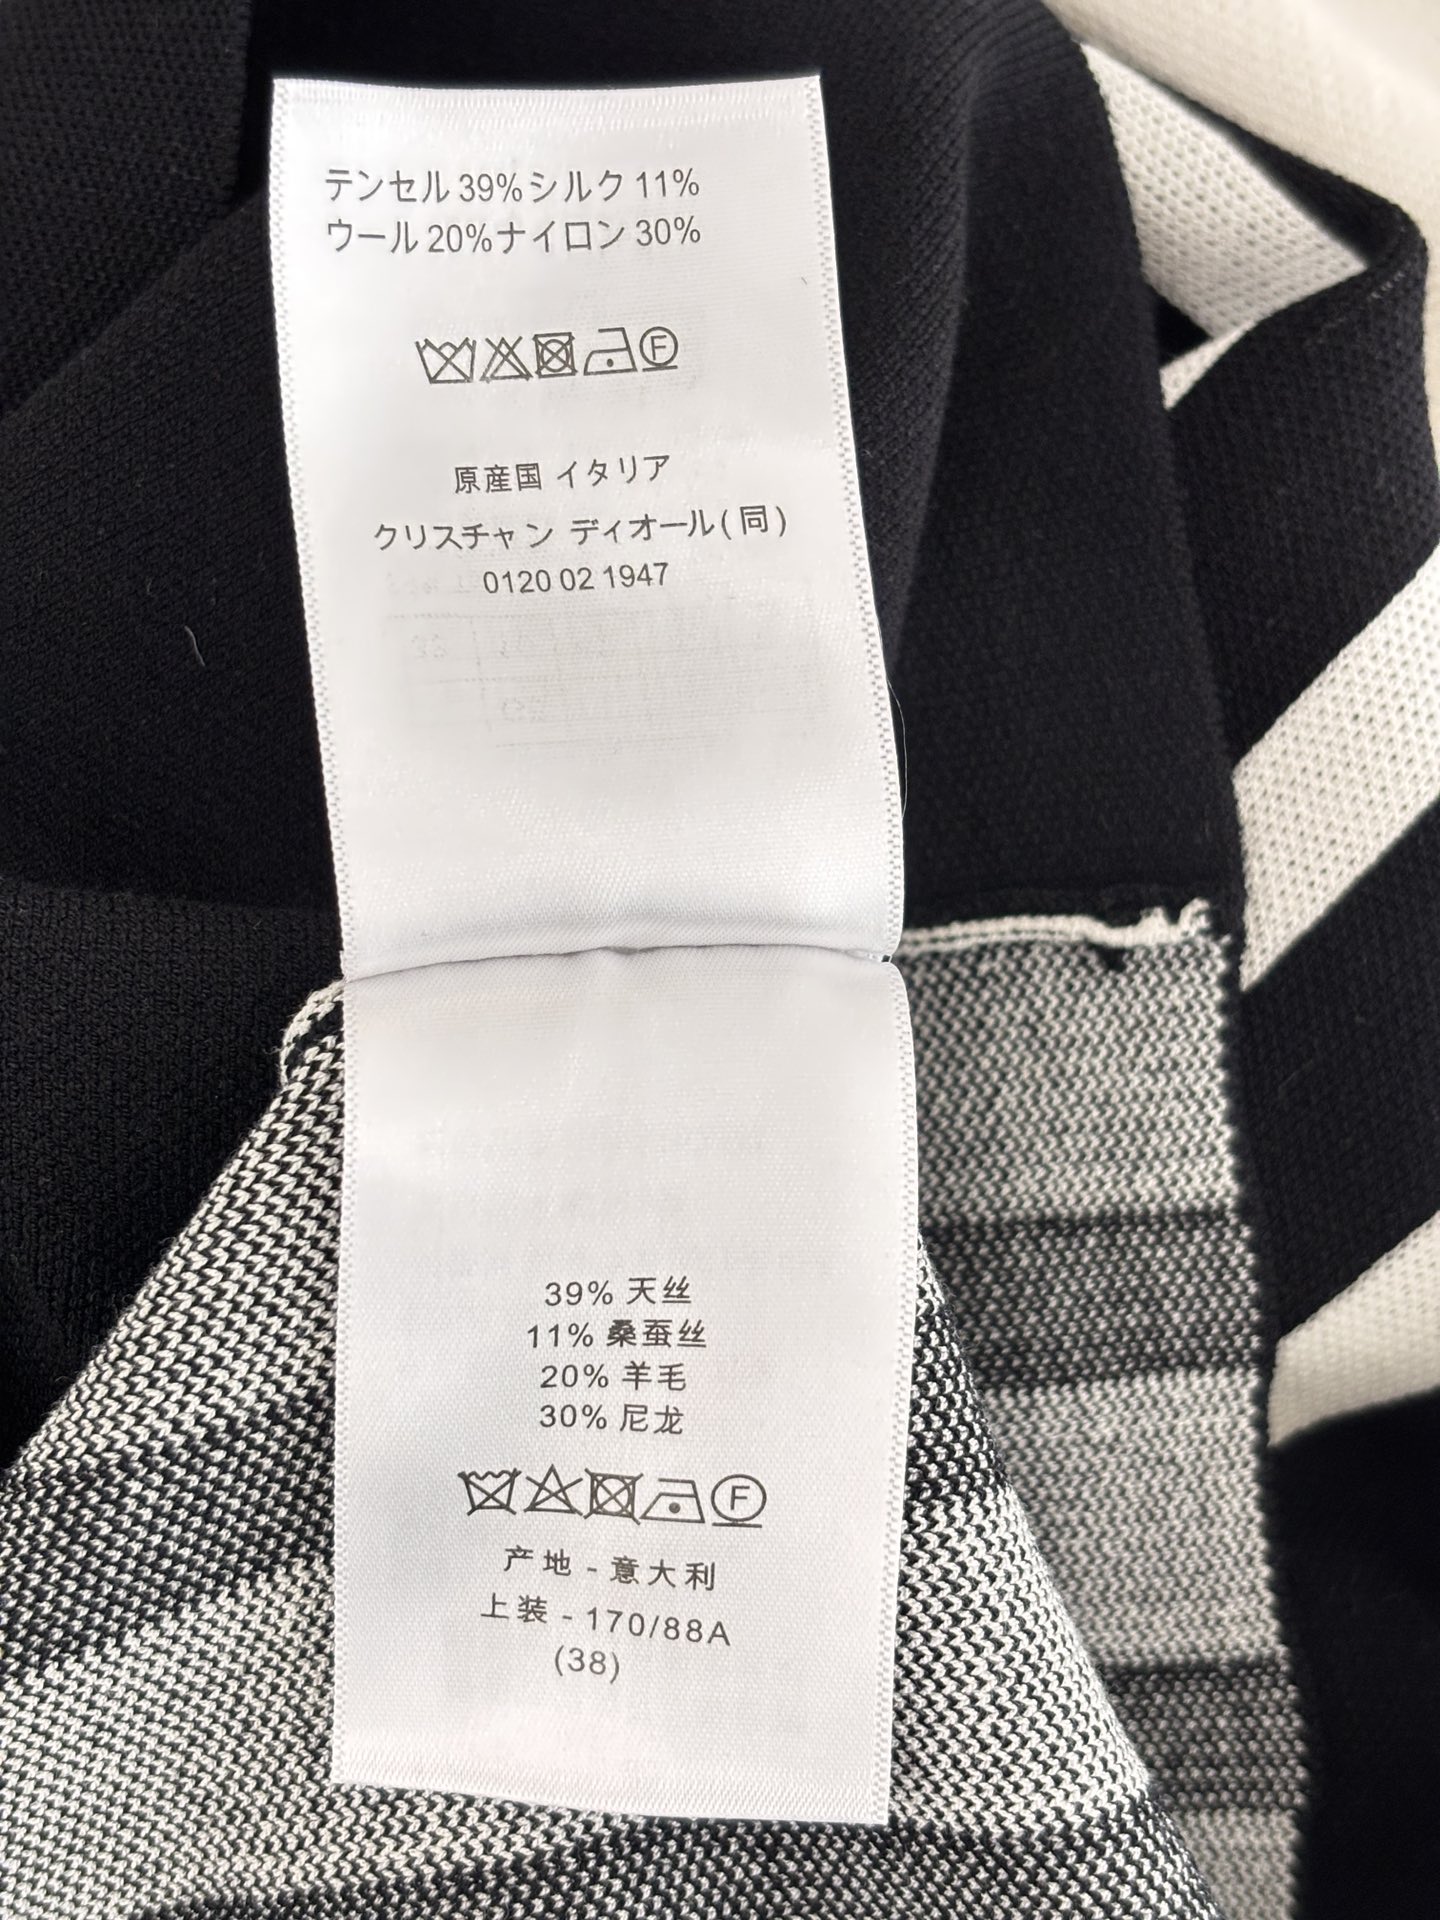 テンセル 39% シルク 11%
ウール 20% ナイロン 30%
F
原産国 イタリア
クリスチャン ディオール(同)
0120 02 1947
39% 天丝
11% 桑蚕丝
20% 羊毛
30% 尼龙
F
产地 - 意大利
上装 - 170/88A
(38)